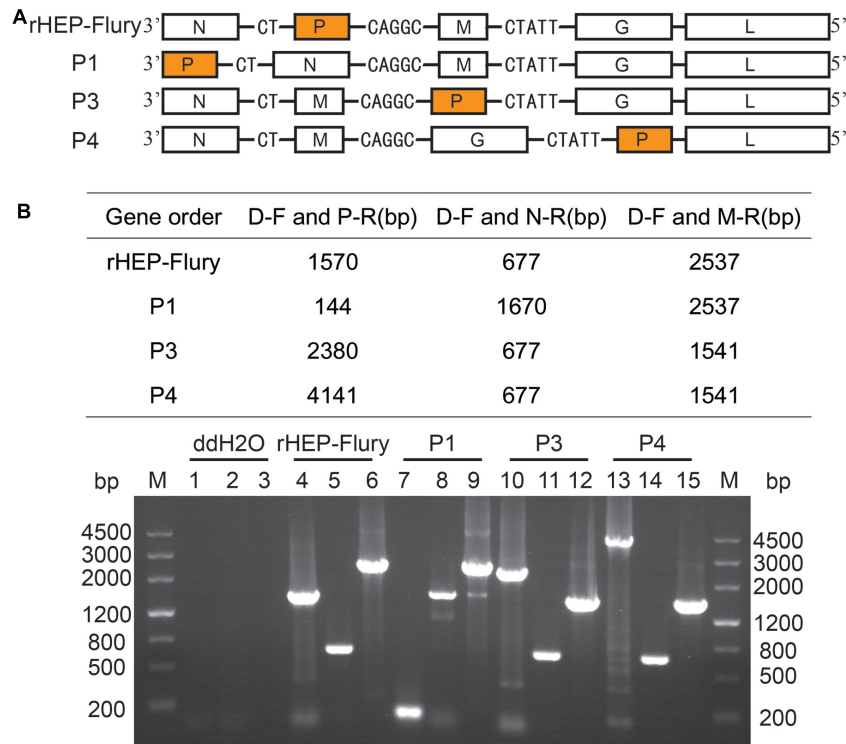 A
rHEP-Flury 3’ N CT P CAGGC M CTATT G L 5’
P1 3’ P CT N CAGGC M CTATT G L 5’
P3 3’ N CT M CAGGC P CTATT G L 5’
P4 3’ N CT M CAGGC G CTATT P L 5’
B
Gene order D-F and P-R(bp) D-F and N-R(bp) D-F and M-R(bp)
rHEP-Flury 1570 677 2537
P1 144 1670 2537
P3 2380 677 1541
P4 4141 677 1541
ddH2O rHEP-Flury P1 P3 P4
bp M 1 2 3 4 5 6 7 8 9 10 11 12 13 14 15 M bp
4500 4500
3000 3000
2000 2000
1200 1200
800 800
500 500
200 200